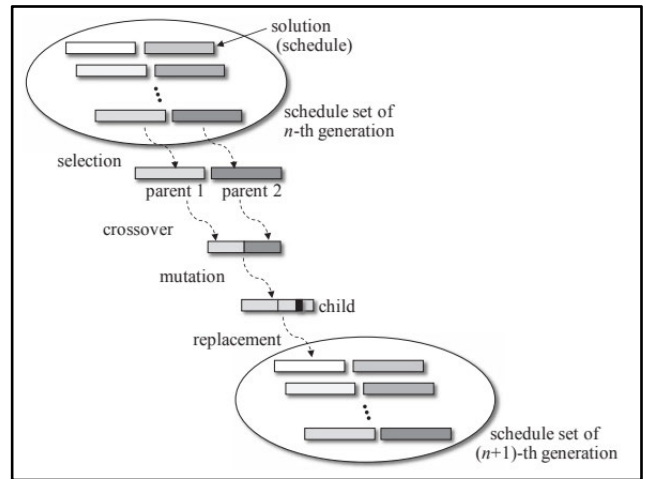 solution
(schedule)
schedule set of
n-th generation
selection
parent 1 parent 2
crossover
mutation
child
replacement
schedule set of
(n+1)-th generation